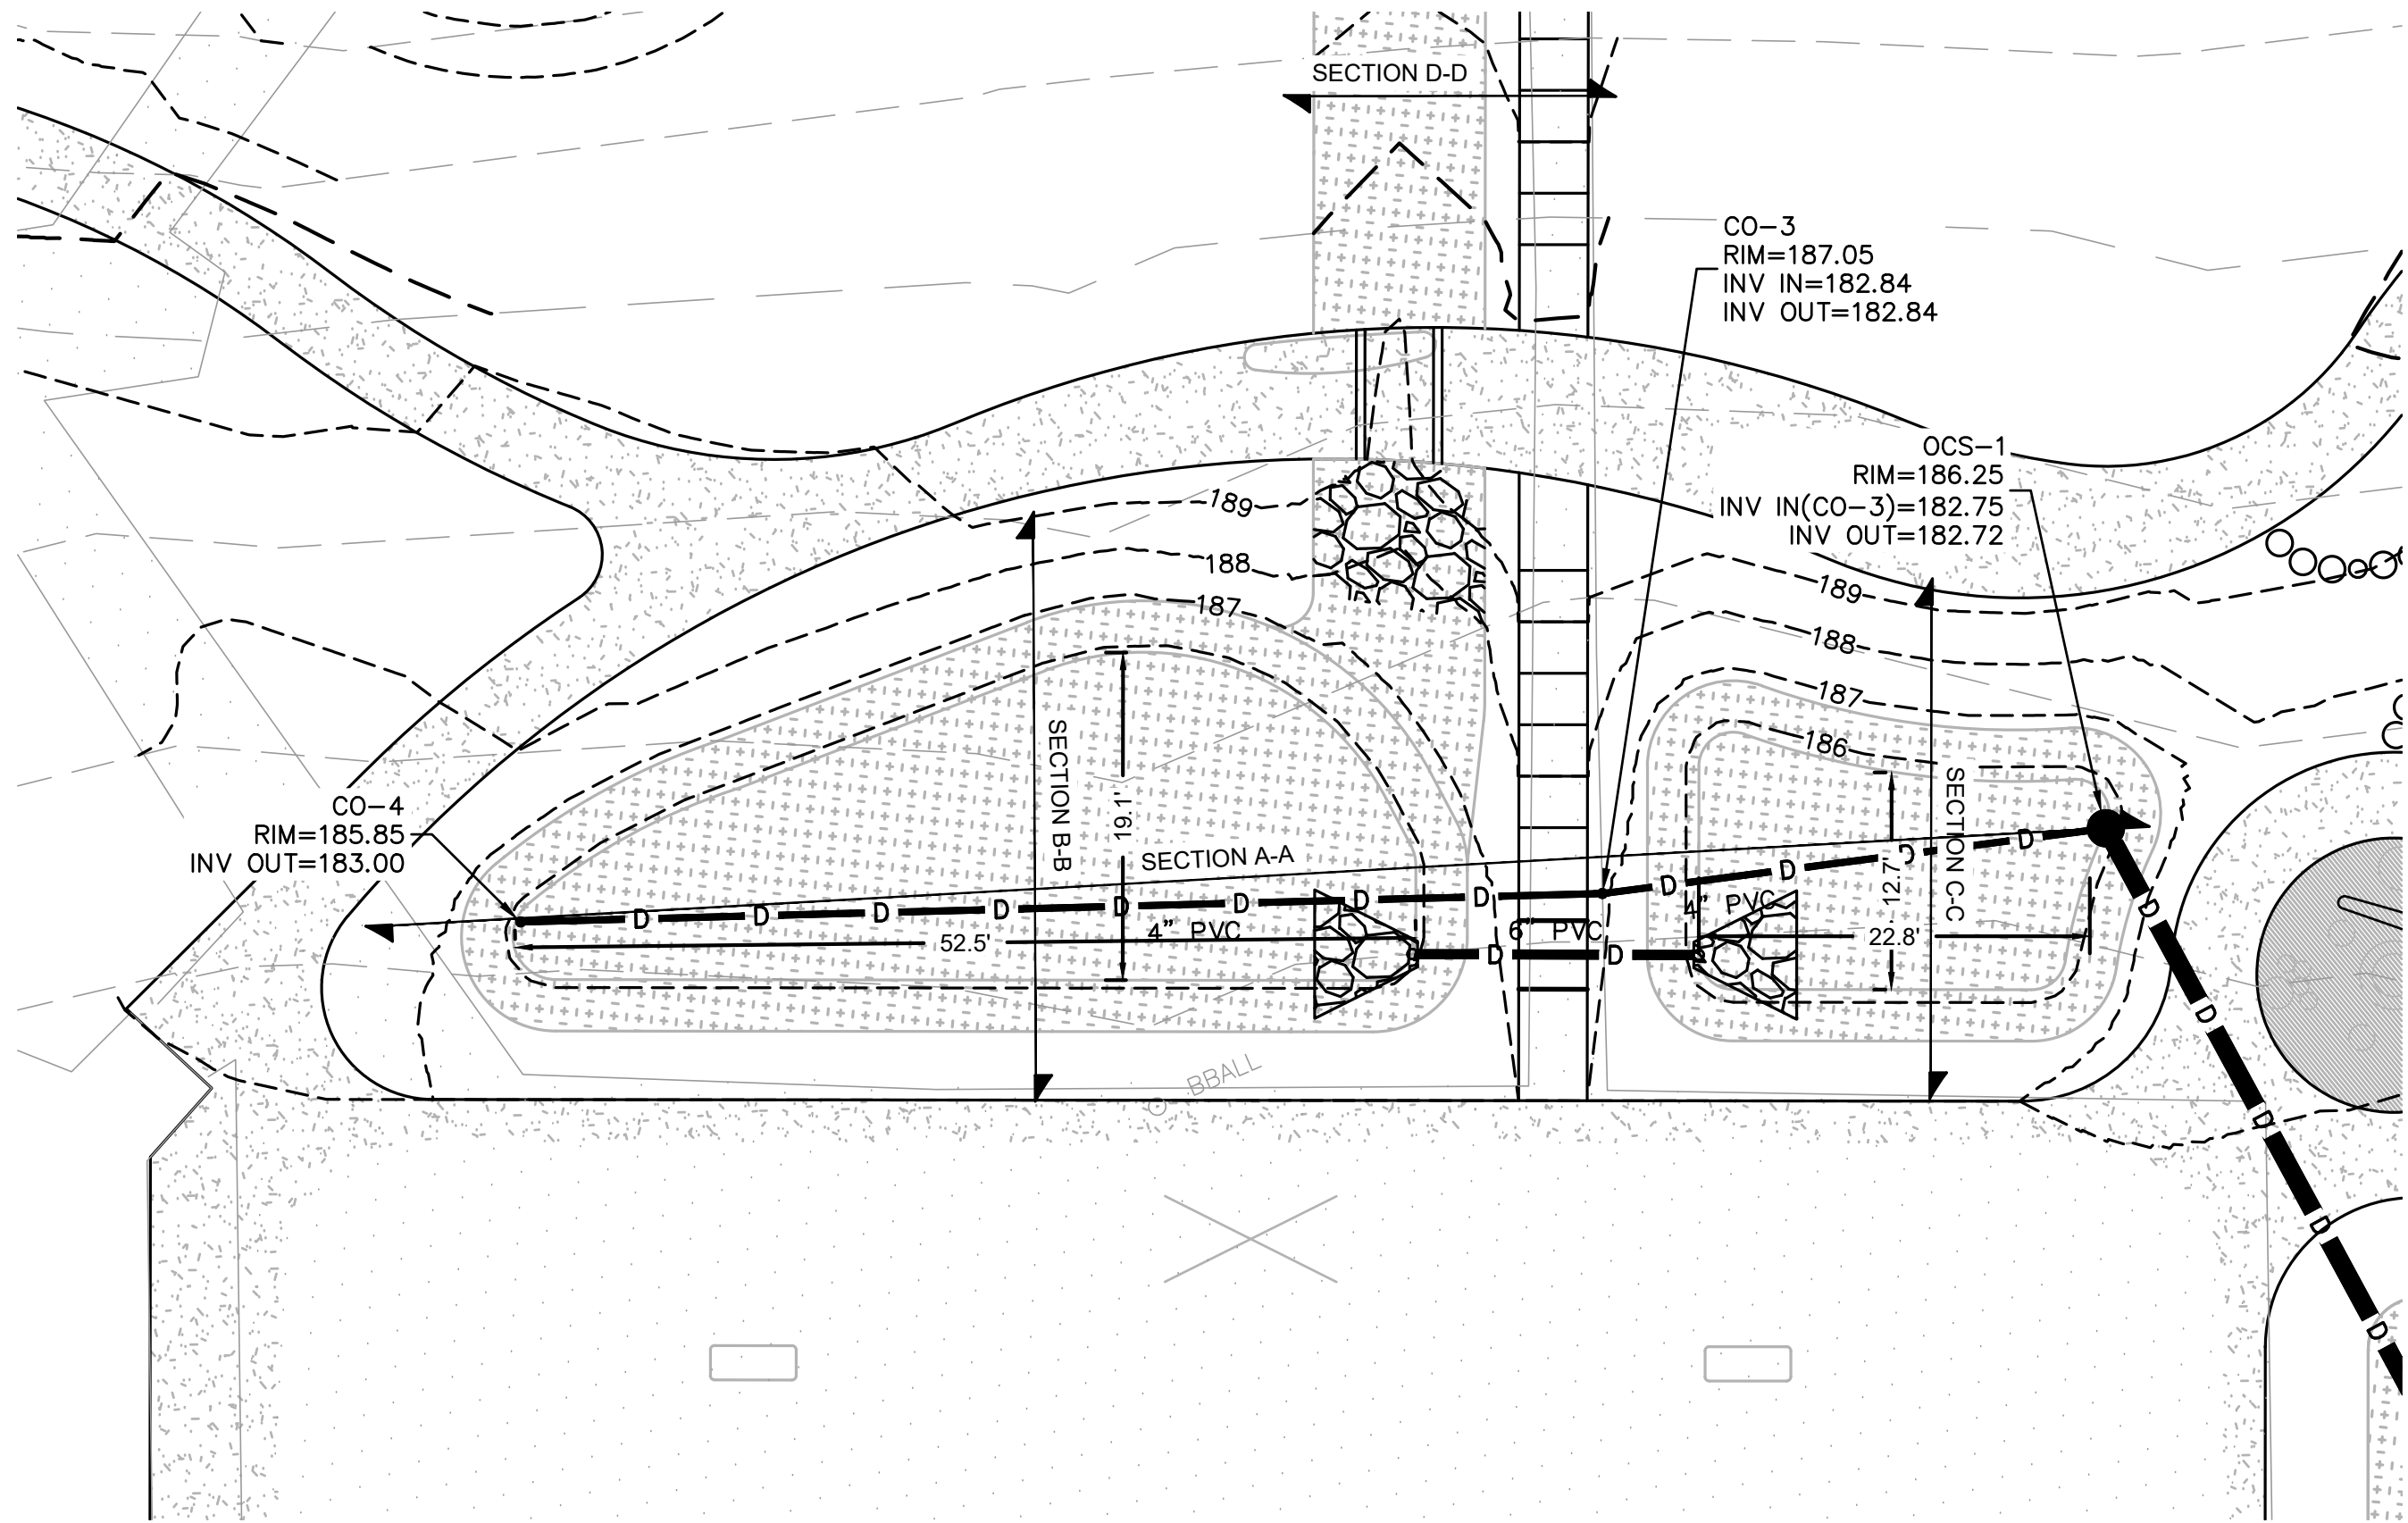 SECTION D-D
CO-3
RIM=187.05
INV IN=182.84
INV OUT=182.84
OCS-1
RIM=186.25
INV IN(CO-3)=182.75
INV OUT=182.72
189
188
187
189
188
187
186
SECTION B-B
19.1'
SECTION A-A
SECTION C-C
12.7'
CO-4
RIM=185.85
INV OUT=183.00
D D D D D D D D D D D D
52.5'
4" PVC
6" PVC
4" PVC
22.8'
D D
D
D
D
D
D
BBALL